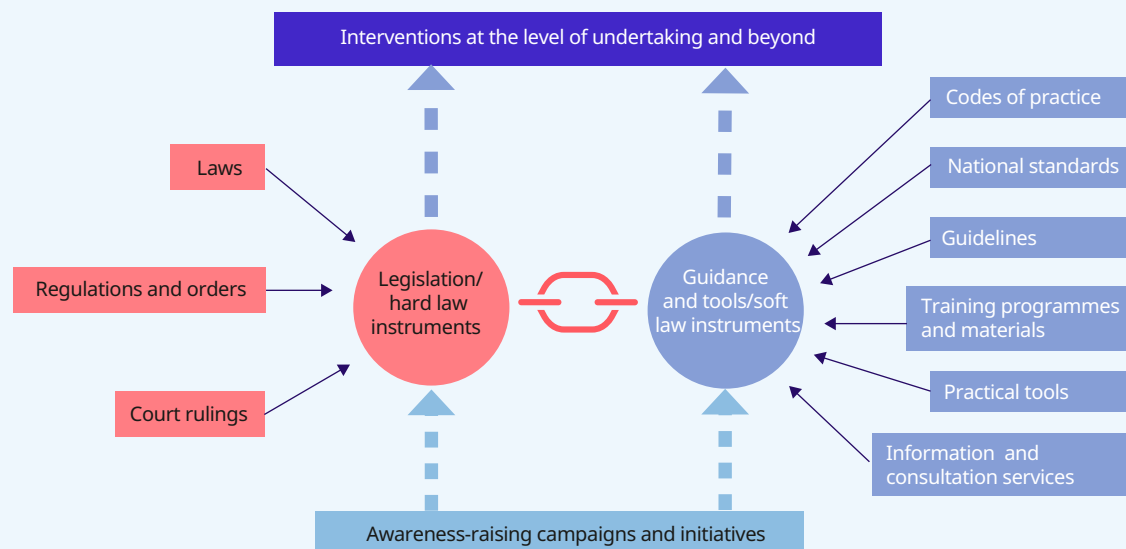 Interventions at the level of undertaking and beyond
Laws
Regulations and orders
Court rulings
Legislation/
hard law
instruments
Guidance
and tools/soft
law instruments
Codes of practice
National standards
Guidelines
Training programmes
and materials
Practical tools
Information and
consultation services
Awareness-raising campaigns and initiatives